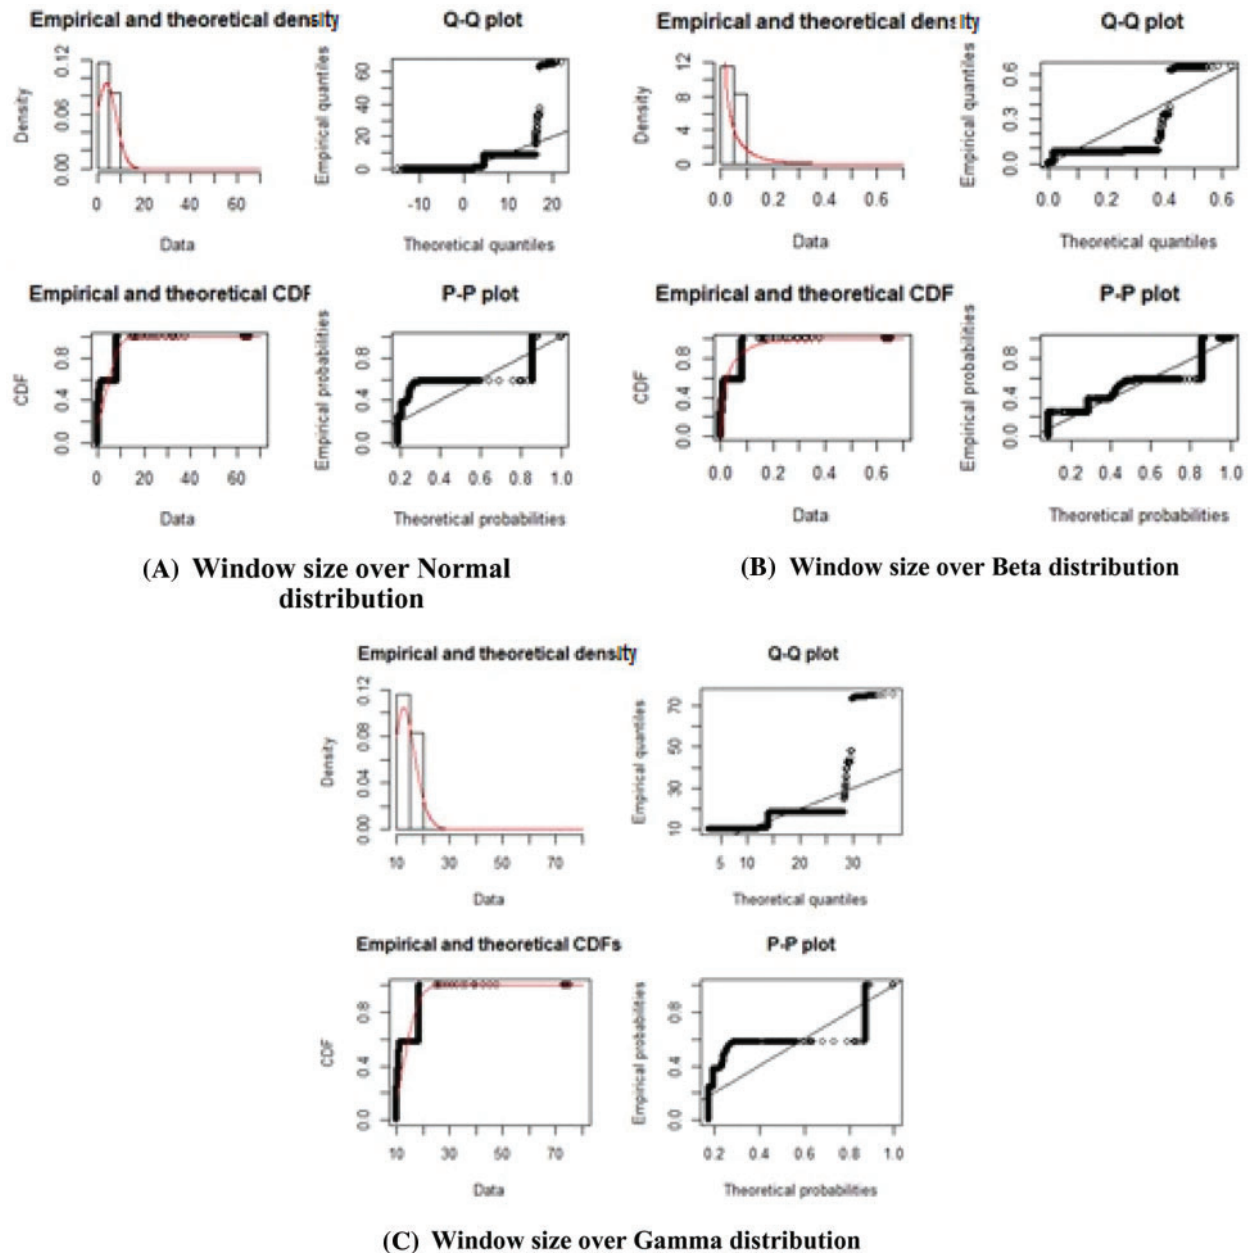 Empirical and theoretical density
Q-Q plot
Density
0.00 0.06 0.12
0 20 40 60
Data
Empirical quantiles
0 20 40 60
-10 0 10 20
Theoretical quantiles
Empirical and theoretical density
Q-Q plot
Density
0 4 8 12
0.0 0.2 0.4 0.6
Data
Empirical quantiles
0.0 0.3 0.6
0.0 0.2 0.4 0.6
Theoretical quantiles
Empirical and theoretical CDF
P-P plot
CDF
0.0 0.4 0.8
0 20 40 60
Data
Empirical probabilities
0.0 0.4 0.8
0.2 0.4 0.6 0.8 1.0
Theoretical probabilities
Empirical and theoretical CDF
P-P plot
CDF
0.0 0.4 0.8
0.0 0.2 0.4 0.6
Data
Empirical probabilities
0.0 0.4 0.8
0.2 0.4 0.6 0.8 1.0
Theoretical probabilities
(A) Window size over Normal
distribution
(B) Window size over Beta distribution
Empirical and theoretical density
Q-Q plot
Density
0.00 0.04 0.08 0.12
10 30 50 70
Data
Empirical quantiles
10 30 50 70
5 10 20 30
Theoretical quantiles
Empirical and theoretical CDFs
P-P plot
CDF
0.0 0.4 0.8
10 30 50 70
Data
Empirical probabilities
0.0 0.4 0.8
0.2 0.4 0.6 0.8 1.0
Theoretical probabilities
(C) Window size over Gamma distribution